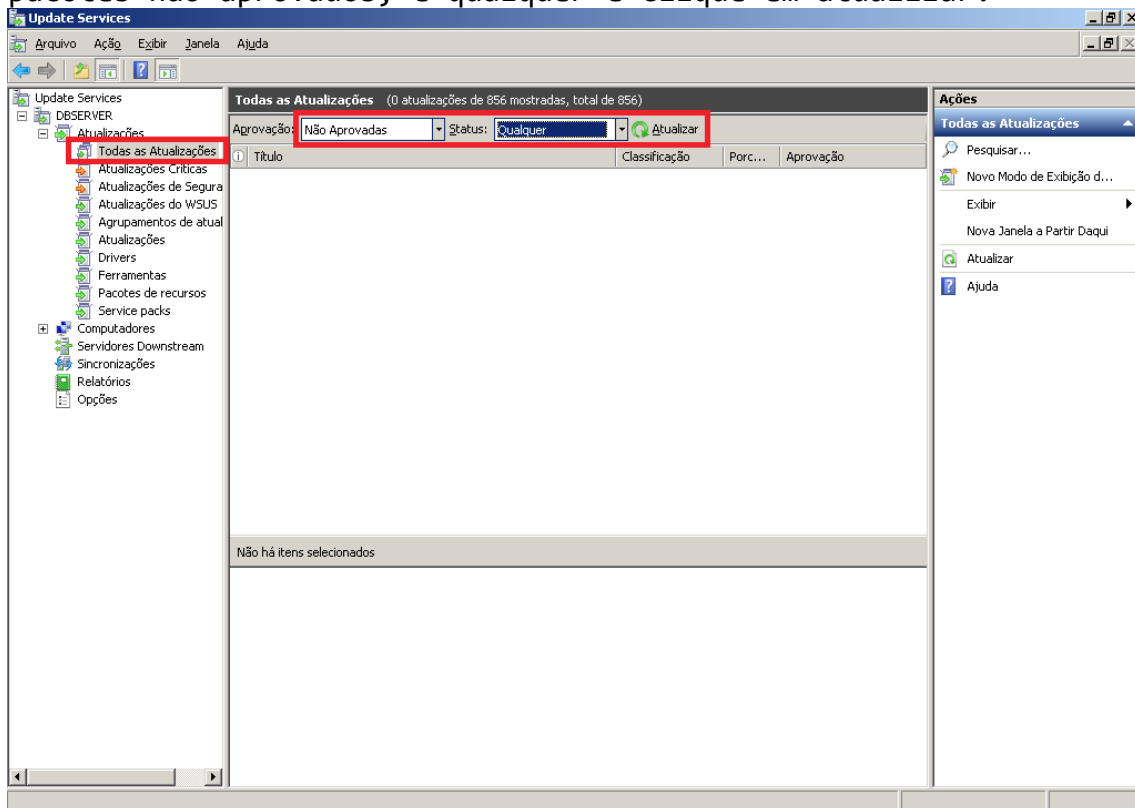 pacotes não aprovados, e qualquer e clique em atualizar.
Update Services
Arquivo Ação Exibir Janela Ajuda
Update Services
DBSERVER
Atualizações
Todas as Atualizações
Atualizações Críticas
Atualizações de Segura
Atualizações do WSUS
Agrupamentos de atual
Atualizações
Drivers
Ferramentas
Pacotes de recursos
Service packs
Computadores
Servidores Downstream
Sincronizações
Relatórios
Opções
Todas as Atualizações (0 atualizações de 856 mostradas, total de 856)
Aprovação: Não Aprovadas Status: Qualquer Atualizar
Título Classificação Porc... Aprovação
Não há itens selecionados
Ações
Todas as Atualizações
Pesquisar...
Novo Modo de Exibição d...
Exibir
Nova Janela a Partir Daqui
Atualizar
Ajuda